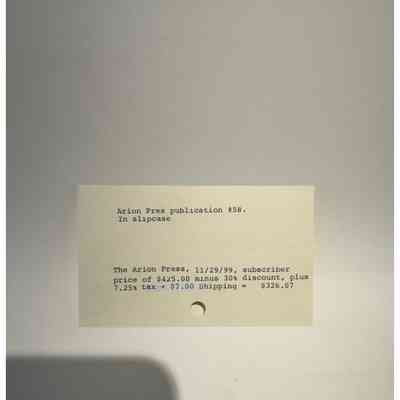 Arion Pres publication #58.
In slipcase
The Arion Press, 11/29/99, subscriber
price of $425.00 minus 30% discount, plus
7.25% tax + $7.00 Shipping = $326.07